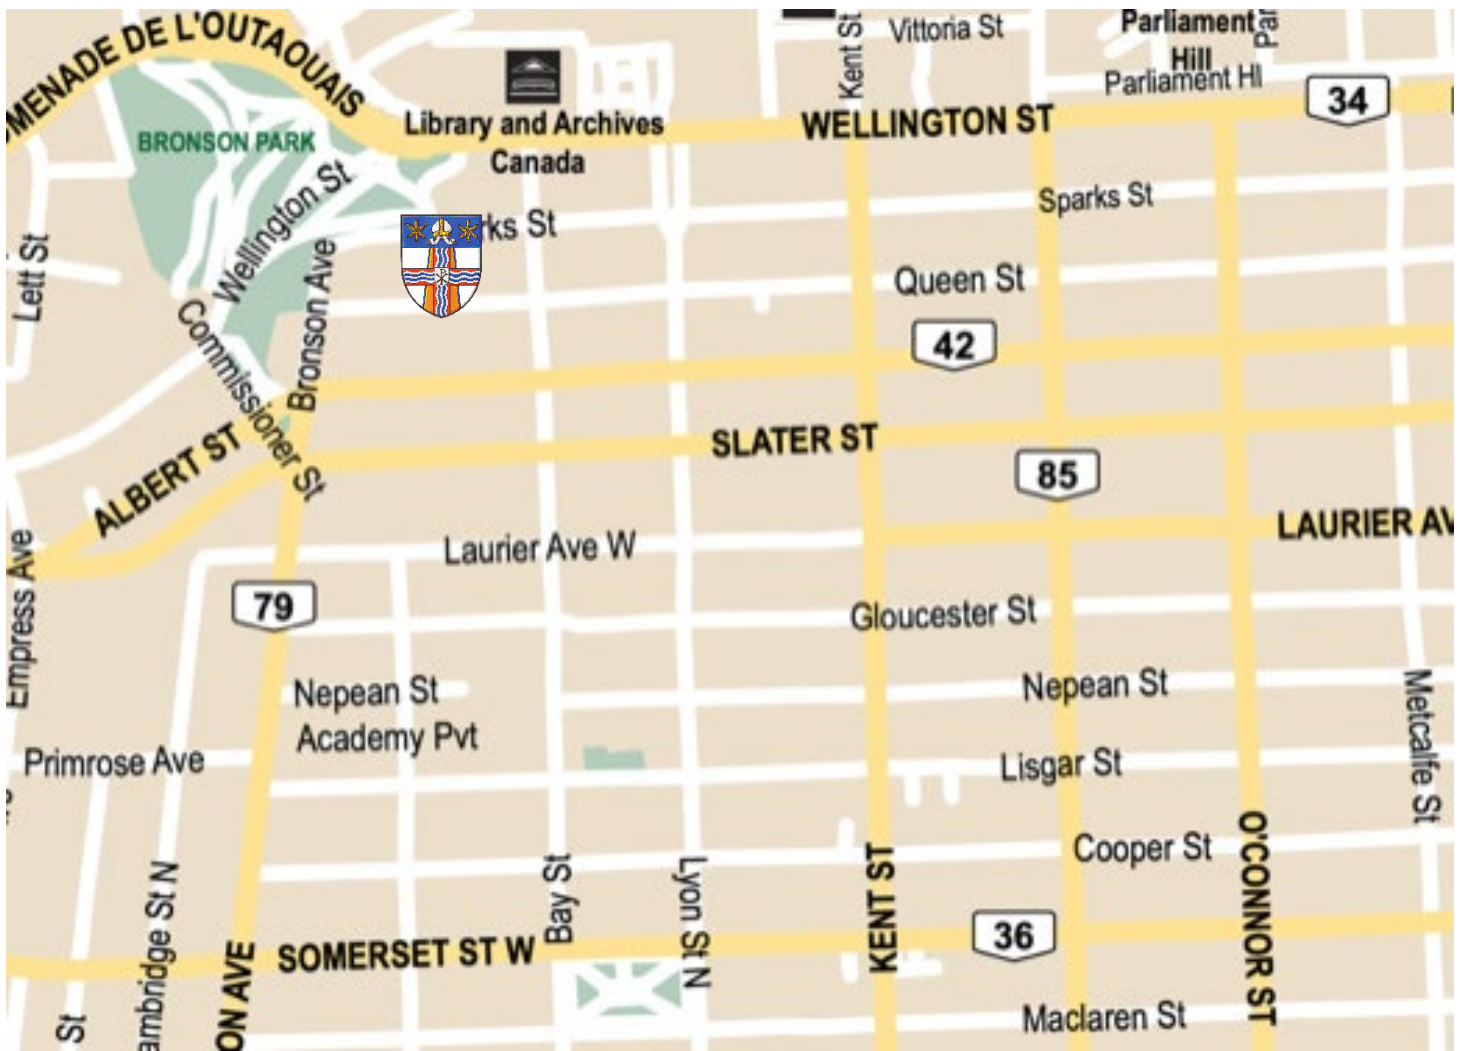 OMENADE DE L'OUTAOUAIS
Kent St
Vittoria St
Parliament
Hill
Par
Parliament Hl
34
Library and Archives
Canada
WELLINGTON ST
BRONSON PARK
Wellington St
Sparks St
rks St
Lett St
Bronson Ave
Queen St
Commissioner St
42
ALBERT ST
SLATER ST
85
Laurier Ave W
LAURIER AV
Empress Ave
79
Gloucester St
Nepean St
Nepean St
Academy Pvt
Primrose Ave
Lisgar St
Metcalfe St
Cooper St
O'CONNOR ST
Bay St
Lyon St N
KENT ST
ambridge St N
SOMERSET ST W
36
ON AVE
St
Maclaren St